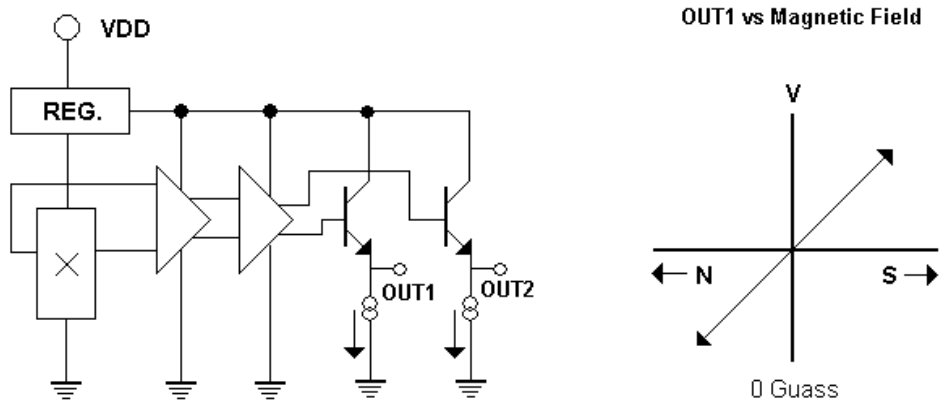 VDD
REG.
OUT1
OUT2
OUT1 vs Magnetic Field
V
N
S
0 Guass